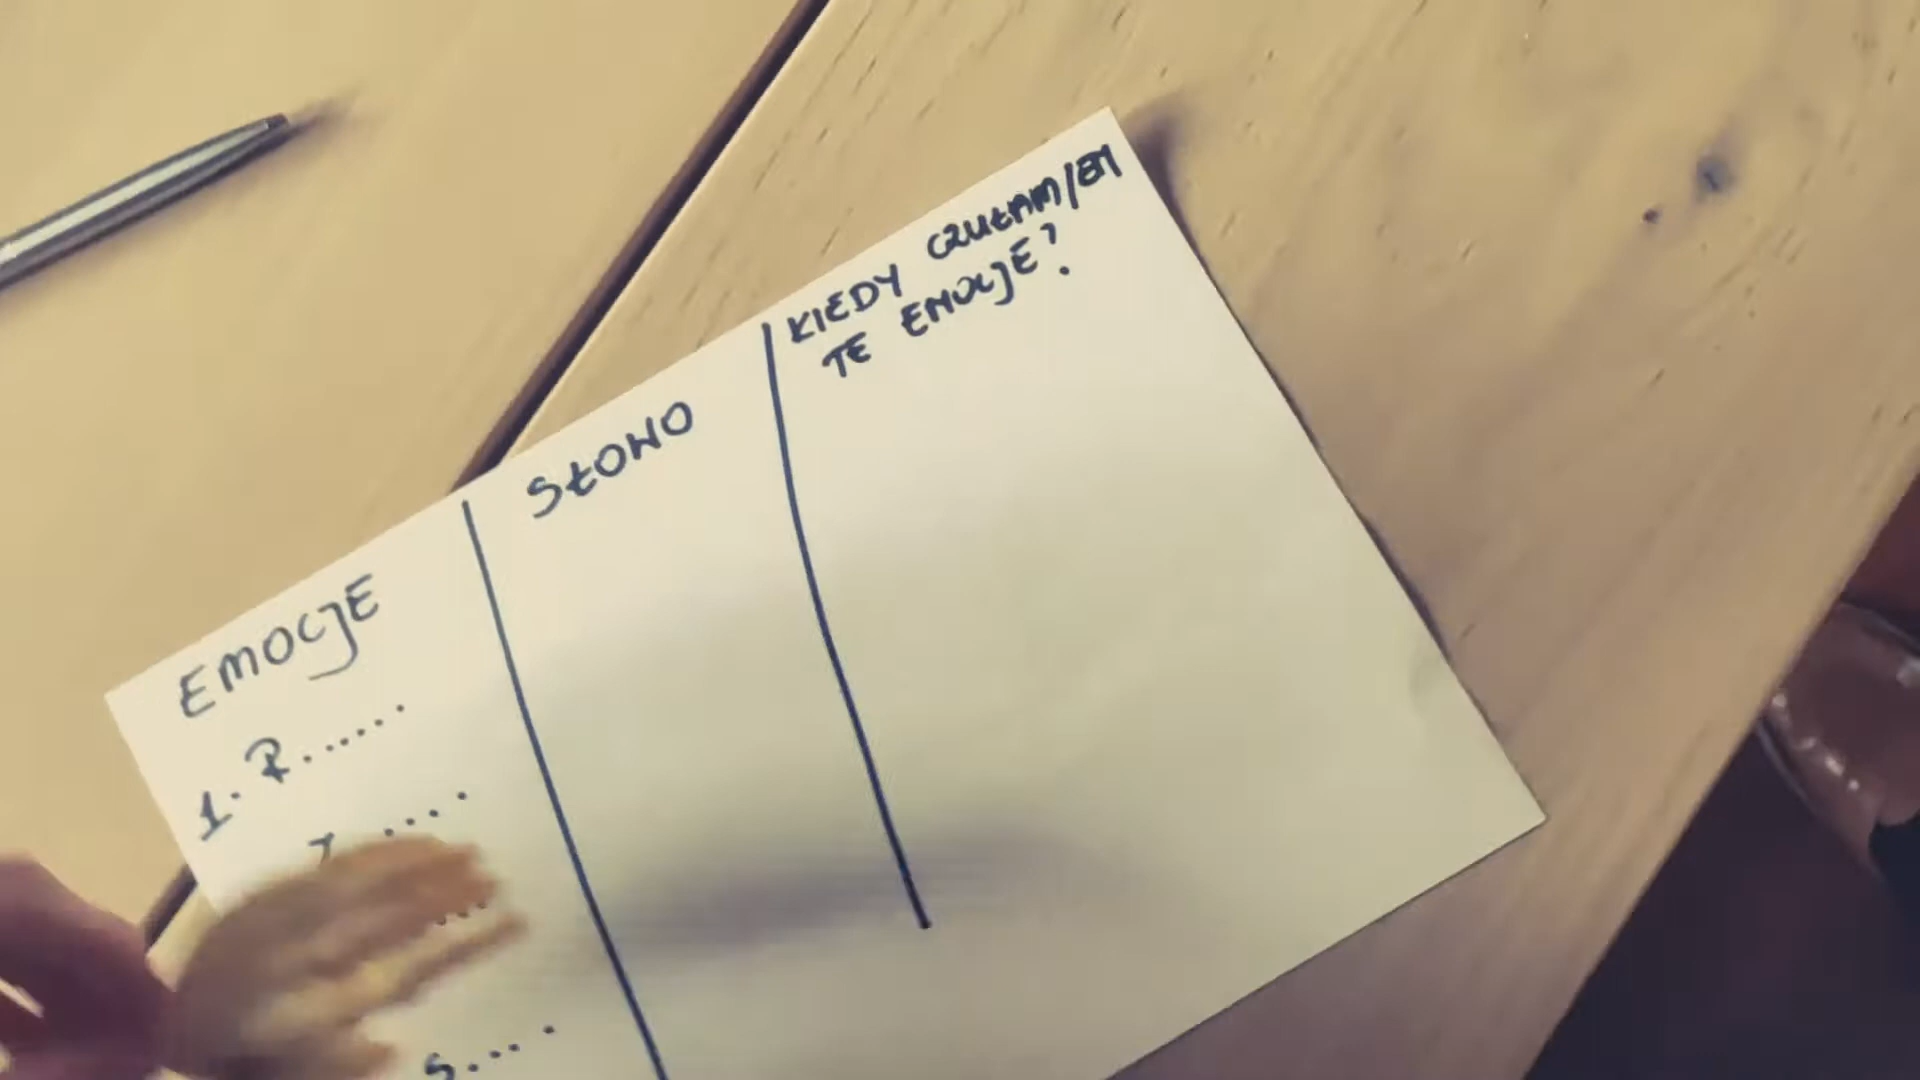 EMOCJE
SŁOWO
KIEDY CZUŁAM/EM
TE EMOCJE?
1. R......
S....